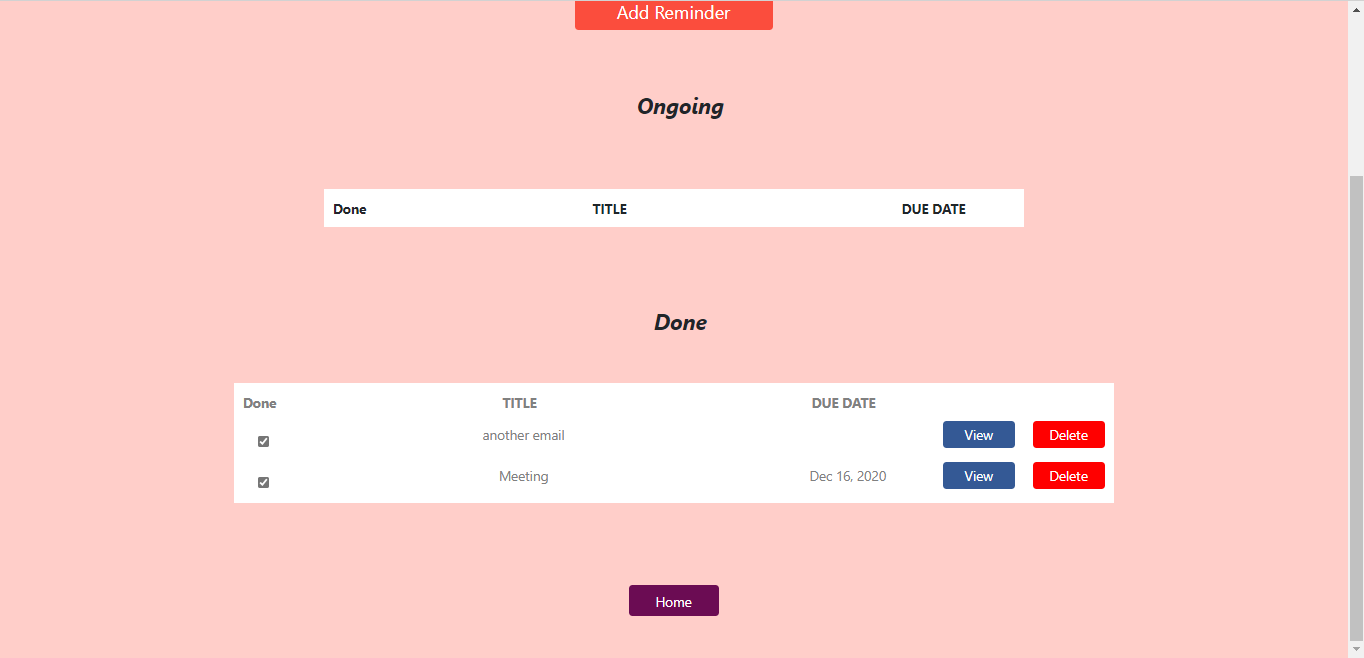 Add Reminder
Ongoing
Done TITLE DUE DATE
Done
Done TITLE DUE DATE
another email View Delete
Meeting Dec 16, 2020 View Delete
Home